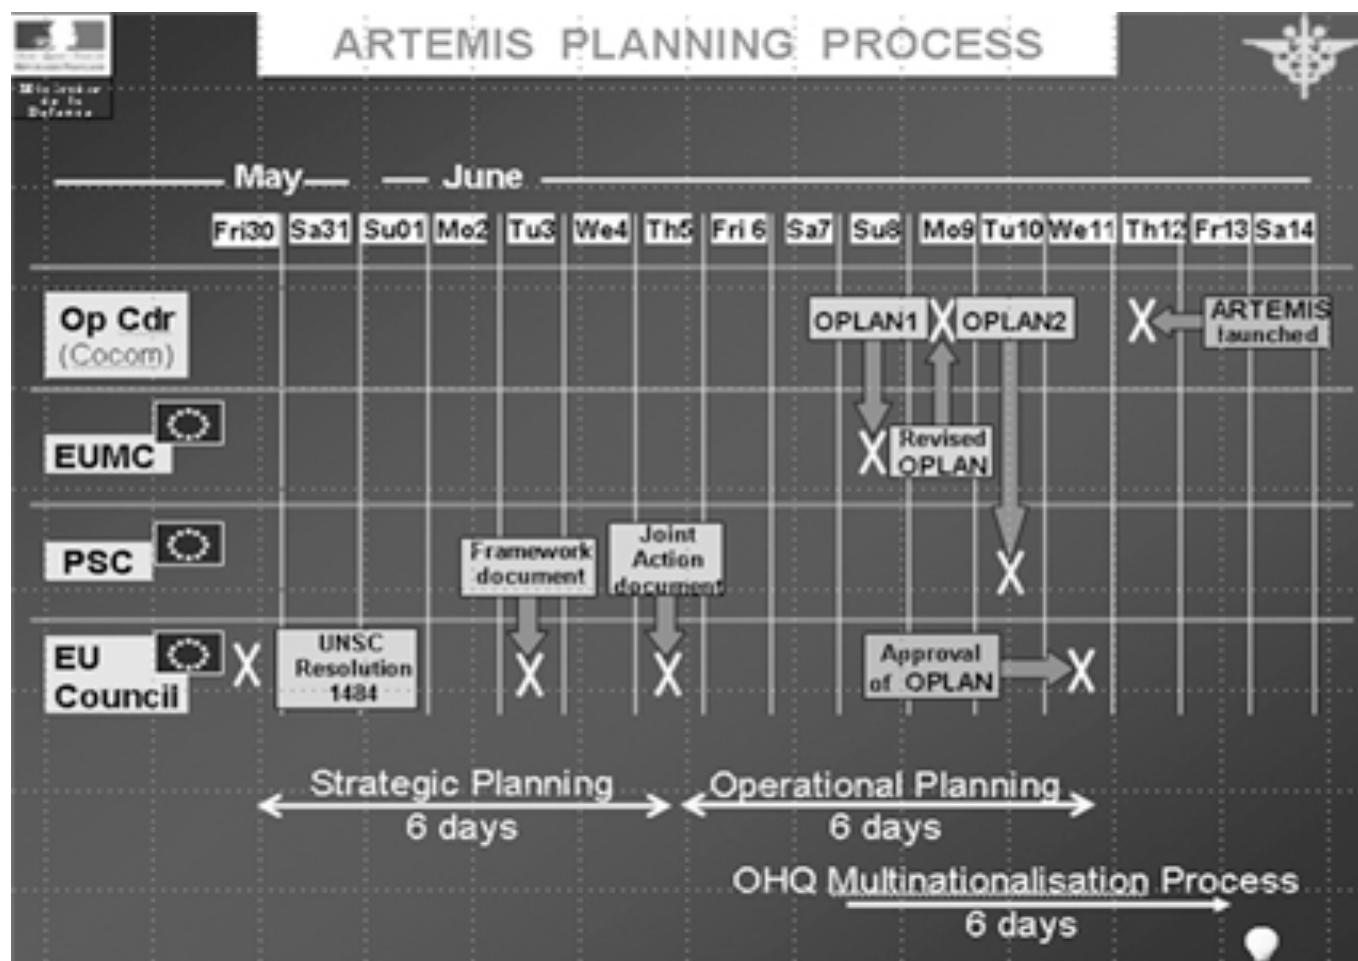 ARTEMIS PLANNING PROCESS
May June
Fri30 Sa31 Su01 Mo2 Tu3 We4 Th5 Fri 6 Sa7 Su8 Mo9 Tu10 We11 Th12 Fr13 Sa14
Op Cdr
(Cocom)
OPLAN1 X OPLAN2 X ARTEMIS
launched
EUMC
X Revised
OPLAN
PSC
Framework
document
Joint
Action
document
X
EU
Council
X
UNSC
Resolution
1484
X
X
Approval
of OPLAN
X
Strategic Planning
6 days
Operational Planning
6 days
OHQ Multinationalisation Process
6 days